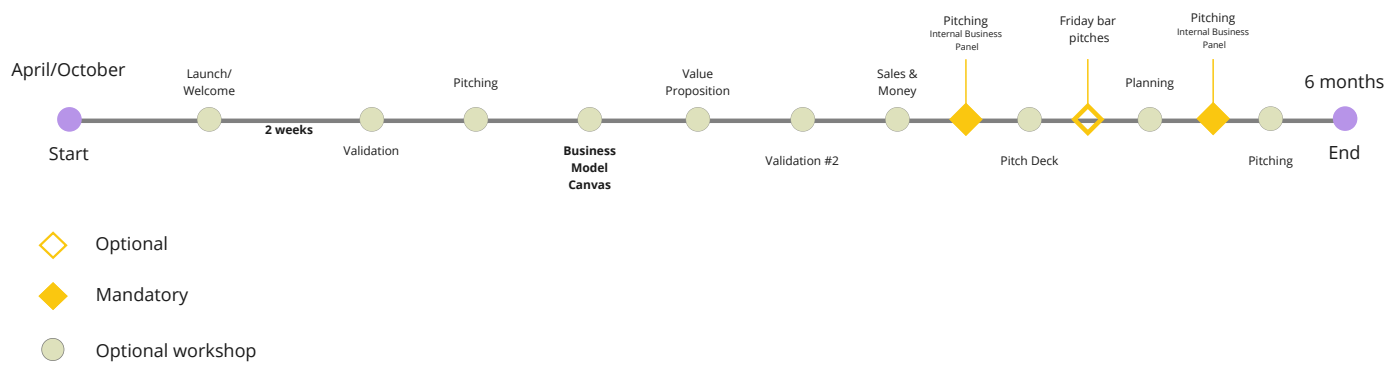 April/October
Start
Launch/
Welcome
2 weeks
Validation
Pitching
Business
Model
Canvas
Value
Proposition
Validation #2
Sales &
Money
Pitching
Internal Business
Panel
Pitch Deck
Friday bar
pitches
Planning
Pitching
Internal Business
Panel
Pitching
6 months
End
Optional
Mandatory
Optional workshop